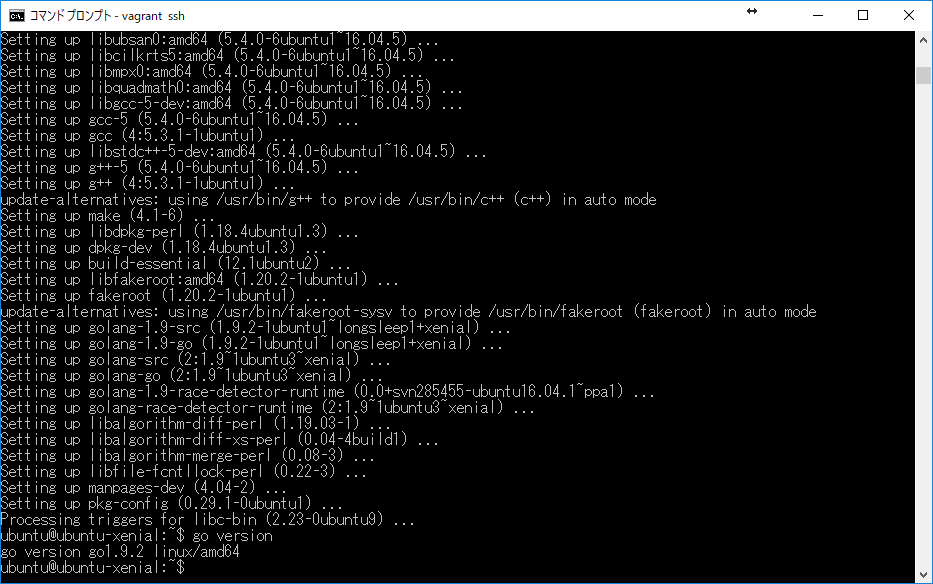 コマンドプロンプト - vagrant ssh
Setting up libubsan0:amd64 (5.4.0-6ubuntu1~16.04.5) ...
Setting up libcilkrts5:amd64 (5.4.0-6ubuntu1~16.04.5) ...
Setting up libmpx0:amd64 (5.4.0-6ubuntu1~16.04.5) ...
Setting up libquadmath0:amd64 (5.4.0-6ubuntu1~16.04.5) ...
Setting up libgcc-5-dev:amd64 (5.4.0-6ubuntu1~16.04.5) ...
Setting up gcc-5 (5.4.0-6ubuntu1~16.04.5) ...
Setting up gcc (4:5.3.1-1ubuntu1) ...
Setting up libstdc++-5-dev:amd64 (5.4.0-6ubuntu1~16.04.5) ...
Setting up g++-5 (5.4.0-6ubuntu1~16.04.5) ...
Setting up g++ (4:5.3.1-1ubuntu1) ...
update-alternatives: using /usr/bin/g++ to provide /usr/bin/c++ (c++) in auto mode
Setting up make (4.1-6) ...
Setting up libdpkg-perl (1.18.4ubuntu1.3) ...
Setting up dpkg-dev (1.18.4ubuntu1.3) ...
Setting up build-essential (12.1ubuntu2) ...
Setting up libfakeroot:amd64 (1.20.2-1ubuntu1) ...
Setting up fakeroot (1.20.2-1ubuntu1) ...
update-alternatives: using /usr/bin/fakeroot-sysv to provide /usr/bin/fakeroot (fakeroot) in auto mode
Setting up golang-1.9-src (1.9.2-1ubuntu1~longsleep1+xenial) ...
Setting up golang-1.9-go (1.9.2-1ubuntu1~longsleep1+xenial) ...
Setting up golang-src (2:1.9~1ubuntu3~xenial) ...
Setting up golang-go (2:1.9~1ubuntu3~xenial) ...
Setting up golang-1.9-race-detector-runtime (0.0+svn285455-ubuntu16.04.1~ppa1) ...
Setting up golang-race-detector-runtime (2:1.9~1ubuntu3~xenial) ...
Setting up libalgorithm-diff-perl (1.19.03-1) ...
Setting up libalgorithm-diff-xs-perl (0.04-4build1) ...
Setting up libalgorithm-merge-perl (0.08-3) ...
Setting up libfile-fcntllock-perl (0.22-3) ...
Setting up manpages-dev (4.04-2) ...
Setting up pkg-config (0.29.1-0ubuntu1) ...
Processing triggers for libc-bin (2.23-0ubuntu9) ...
ubuntu@ubuntu-xenial:~$ go version
go version go1.9.2 linux/amd64
ubuntu@ubuntu-xenial:~$